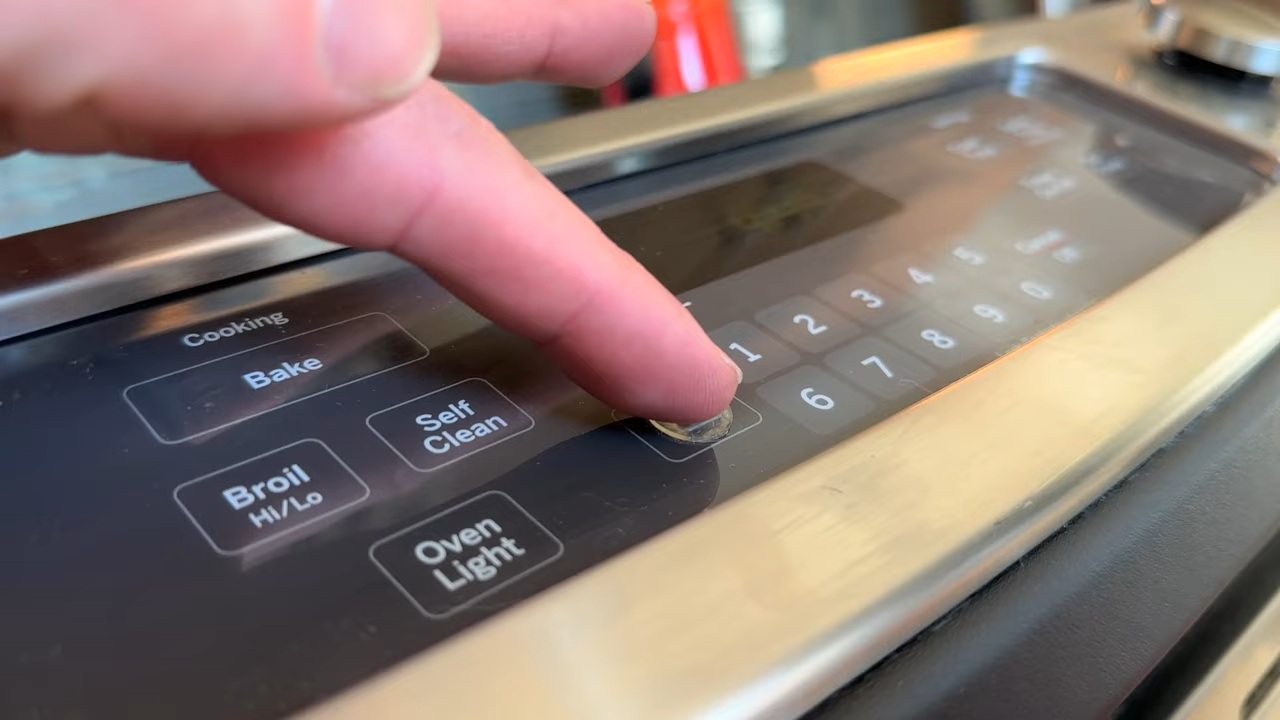 Cooking
Bake
Self
Clean
Broil
Hi/Lo
Oven
Light
1 2 3 4 5
6 7 8 9 0